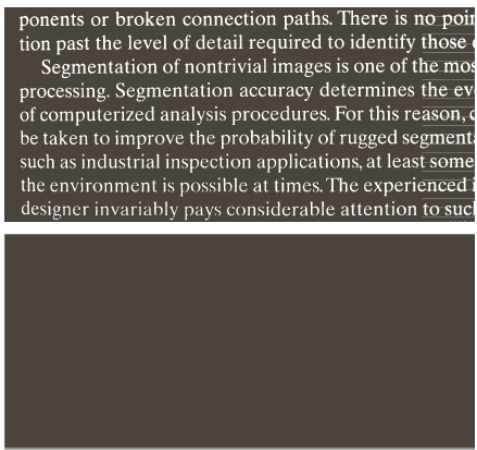 ponents or broken connection paths. There is no poin
tion past the level of detail required to identify those
Segmentation of nontrivial images is one of the mos
processing. Segmentation accuracy determines the ev
of computerized analysis procedures. For this reason, c
be taken to improve the probability of rugged segmenta
such as industrial inspection applications, at least some
the environment is possible at times. The experienced i
designer invariably pays considerable attention to such